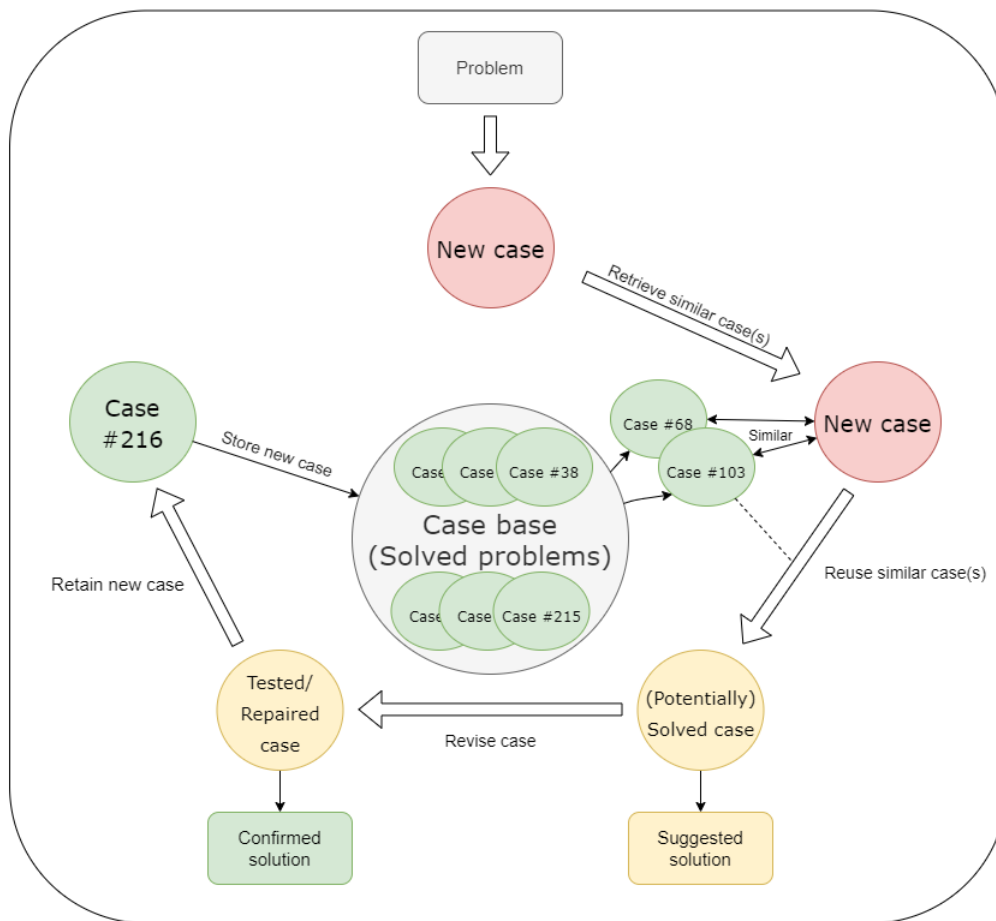 Problem
New case
Retrieve similar case(s)
New case
Case
#216
Store new case
Case #68
Similar
Case #103
Case
Case
Case #38
Case base
(Solved problems)
Case
Case
Case #215
Reuse similar case(s)
Retain new case
Tested/
Repaired
case
Revise case
(Potentially)
Solved case
Confirmed
solution
Suggested
solution